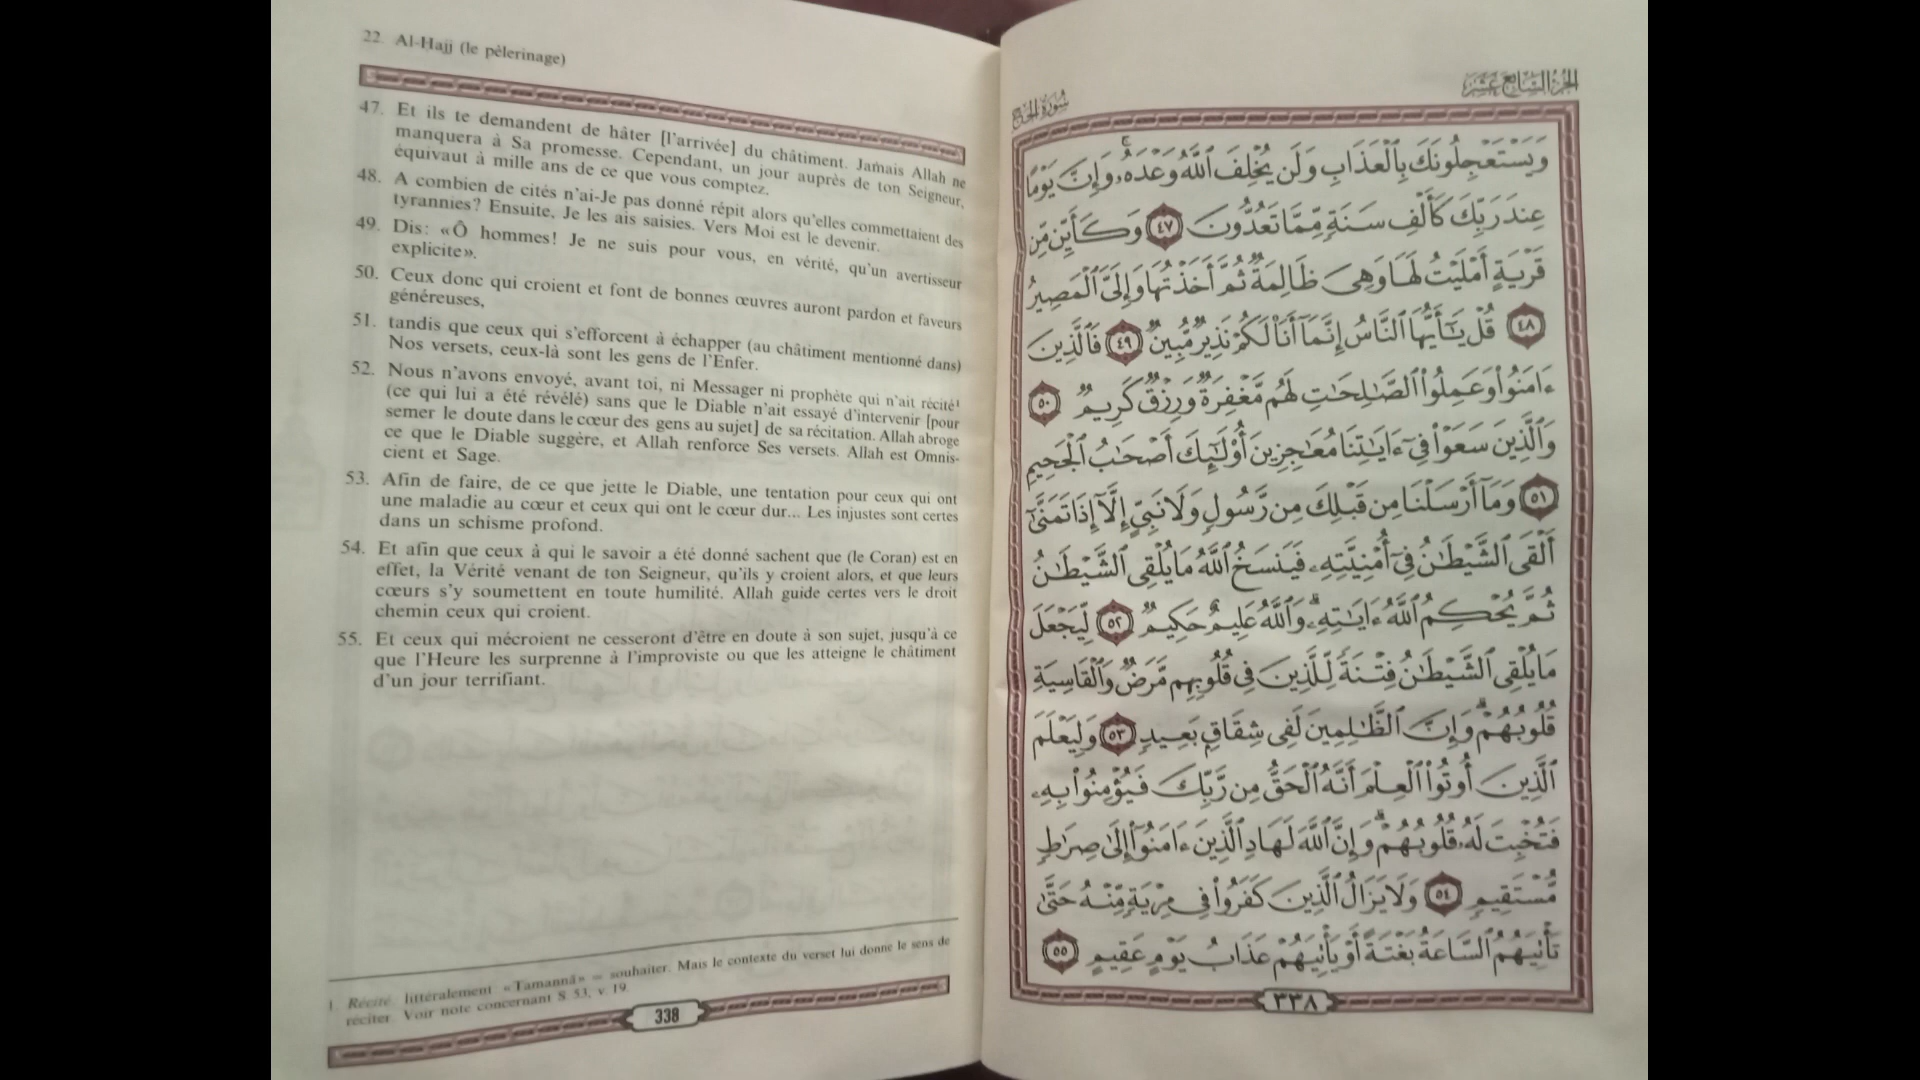 22. Al-Hajj (le pèlerinage)
47. Et ils te demandent de hâter [l'arrivée] du châtiment. Jamais Allah ne
manquera à Sa promesse. Cependant, un jour auprès de ton Seigneur,
équivaut à mille ans de ce que vous comptez.
48. A combien de cités n'ai-Je pas donné répit alors qu'elles commettaient des
tyrannies? Ensuite, Je les ais saisies. Vers Moi est le devenir.
49. Dis: «Ô hommes! Je ne suis pour vous, en vérité, qu'un avertisseur
explicite».
50. Ceux donc qui croient et font de bonnes œuvres auront pardon et faveurs
généreuses,
51. tandis que ceux qui s'efforcent à échapper (au châtiment mentionné dans)
Nos versets, ceux-là sont les gens de l'Enfer.
52. Nous n'avons envoyé, avant toi, ni Messager ni prophète qui n'ait récité¹
(ce qui lui a été révélé) sans que le Diable n'ait essayé d'intervenir [pour
semer le doute dans le cœur des gens au sujet] de sa récitation. Allah abroge
ce que le Diable suggère, et Allah renforce Ses versets. Allah est Omnis-
cient et Sage.
53. Afin de faire, de ce que jette le Diable, une tentation pour ceux qui ont
une maladie au cœur et ceux qui ont le cœur dur... Les injustes sont certes
dans un schisme profond.
54. Et afin que ceux à qui le savoir a été donné sachent que (le Coran) est en
effet, la Vérité venant de ton Seigneur, qu'ils y croient alors, et que leurs
cœurs s'y soumettent en toute humilité. Allah guide certes vers le droit
chemin ceux qui croient.
55. Et ceux qui mécroient ne cesseront d'être en doute à son sujet, jusqu'à ce
que l'Heure les surprenne à l'improviste ou que les atteigne le châtiment
d'un jour terrifiant.
1. Récité: littéralement «Tamannâ» = souhaiter. Mais le contexte du verset lui donne le sens de
réciter. Voir note concernant S. 53, v. 19.
338
الجزء السابع عشر
سورة الحج
وَيَسْتَعْجِلُونَكَ بِٱلْعَذَابِ وَلَن يُخْلِفَ ٱللَّهُ وَعْدَهُۥۚ وَإِنَّ يَوْمًا
عِندَ رَبِّكَ كَأَلْفِ سَنَةٍ مِّمَّا تَعُدُّونَ ٤٧ وَكَأَيِّن مِّن
قَرْيَةٍ أَمْلَيْتُ لَهَا وَهِىَ ظَالِمَةٌ ثُمَّ أَخَذْتُهَا وَإِلَىَّ ٱلْمَصِيرُ
٤٨ قُلْ يَٰٓأَيُّهَا ٱلنَّاسُ إِنَّمَآ أَنَا۠ لَكُمْ نَذِيرٌ مُّبِينٌ ٤٩ فَٱلَّذِينَ
ءَامَنُوا۟ وَعَمِلُوا۟ ٱلصَّٰلِحَٰتِ لَهُم مَّغْفِرَةٌ وَرِزْقٌ كَرِيمٌ ٥٠
وَٱلَّذِينَ سَعَوْا۟ فِىٓ ءَايَٰتِنَا مُعَٰجِزِينَ أُو۟لَٰٓئِكَ أَصْحَٰبُ ٱلْجَحِيمِ
٥١ وَمَآ أَرْسَلْنَا مِن قَبْلِكَ مِن رَّسُولٍ وَلَا نَبِىٍّ إِلَّآ إِذَا تَمَنَّىٰٓ
أَلْقَى ٱلشَّيْطَٰنُ فِىٓ أُمْنِيَّتِهِۦ فَيَنسَخُ ٱللَّهُ مَا يُلْقِى ٱلشَّيْطَٰنُ
ثُمَّ يُحْكِمُ ٱللَّهُ ءَايَٰتِهِۦۗ وَٱللَّهُ عَلِيمٌ حَكِيمٌ ٥٢ لِّيَجْعَلَ
مَا يُلْقِى ٱلشَّيْطَٰنُ فِتْنَةً لِّلَّذِينَ فِى قُلُوبِهِم مَّرَضٌ وَٱلْقَاسِيَةِ
قُلُوبُهُمْۗ وَإِنَّ ٱلظَّٰلِمِينَ لَفِى شِقَاقٍۭ بَعِيدٍ ٥٣ وَلِيَعْلَمَ
ٱلَّذِينَ أُوتُوا۟ ٱلْعِلْمَ أَنَّهُ ٱلْحَقُّ مِن رَّبِّكَ فَيُؤْمِنُوا۟ بِهِۦ
فَتُخْبِتَ لَهُۥ قُلُوبُهُمْۗ وَإِنَّ ٱللَّهَ لَهَادِ ٱلَّذِينَ ءَامَنُوٓا۟ إِلَىٰ صِرَٰطٍ
مُّسْتَقِيمٍ ٥٤ وَلَا يَزَالُ ٱلَّذِينَ كَفَرُوا۟ فِى مِرْيَةٍ مِّنْهُ حَتَّىٰ
تَأْتِيَهُمُ ٱلسَّاعَةُ بَغْتَةً أَوْ يَأْتِيَهُمْ عَذَابُ يَوْمٍ عَقِيمٍ ٥٥
٣٣٨